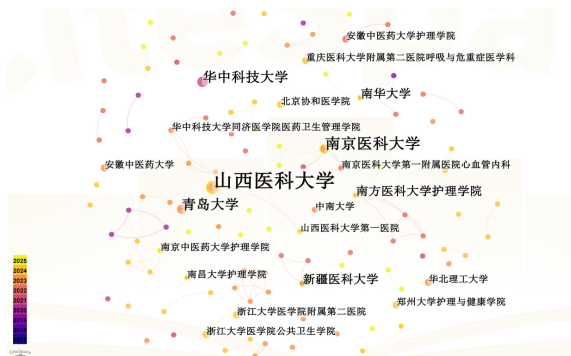 安徽中医药大学护理学院
重庆医科大学附属第二医院呼吸与危重症医学科
华中科技大学
南华大学
北京协和医学院
华中科技大学同济医学院医药卫生管理学院
南京医科大学
安徽中医药大学
南京医科大学第一附属医院心血管内科
山西医科大学
南方医科大学护理学院
青岛大学
中南大学
山西医科大学第一医院
南京中医药大学护理学院
南昌大学护理学院
新疆医科大学
华北理工大学
郑州大学护理与健康学院
浙江大学医学院附属第二医院
浙江大学医学院公共卫生学院
2025
2024
2023
2022
2021
2020
2019
2018